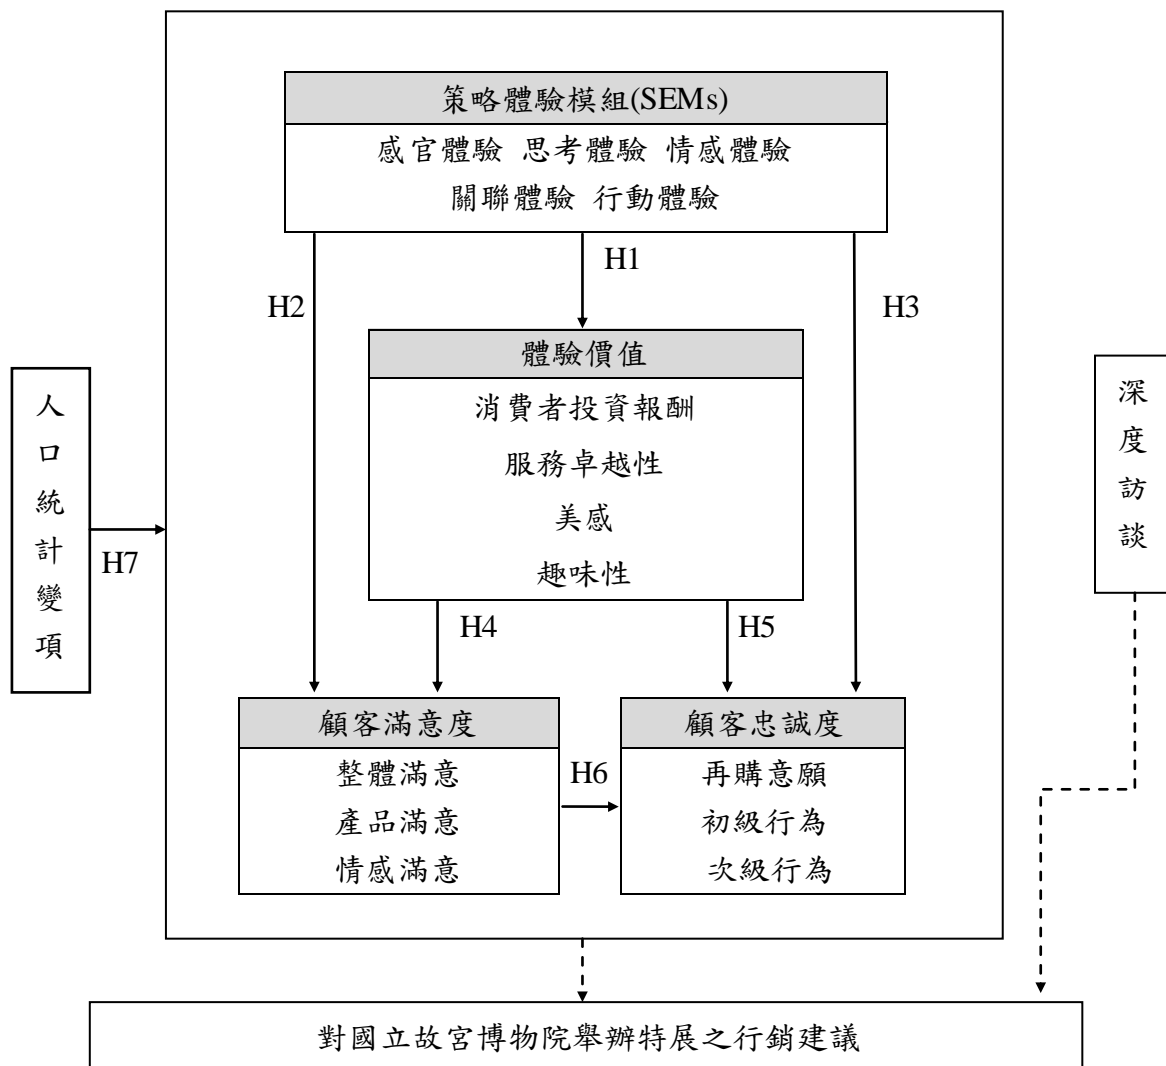 策略體驗模組(SEMs)
感官體驗 思考體驗 情感體驗
關聯體驗 行動體驗
H1
H2
H3
體驗價值
消費者投資報酬
服務卓越性
美感
趣味性
人口統計變項
H7
深度訪談
H4
H5
顧客滿意度
整體滿意
產品滿意
情感滿意
H6
顧客忠誠度
再購意願
初級行為
次級行為
對國立故宮博物院舉辦特展之行銷建議